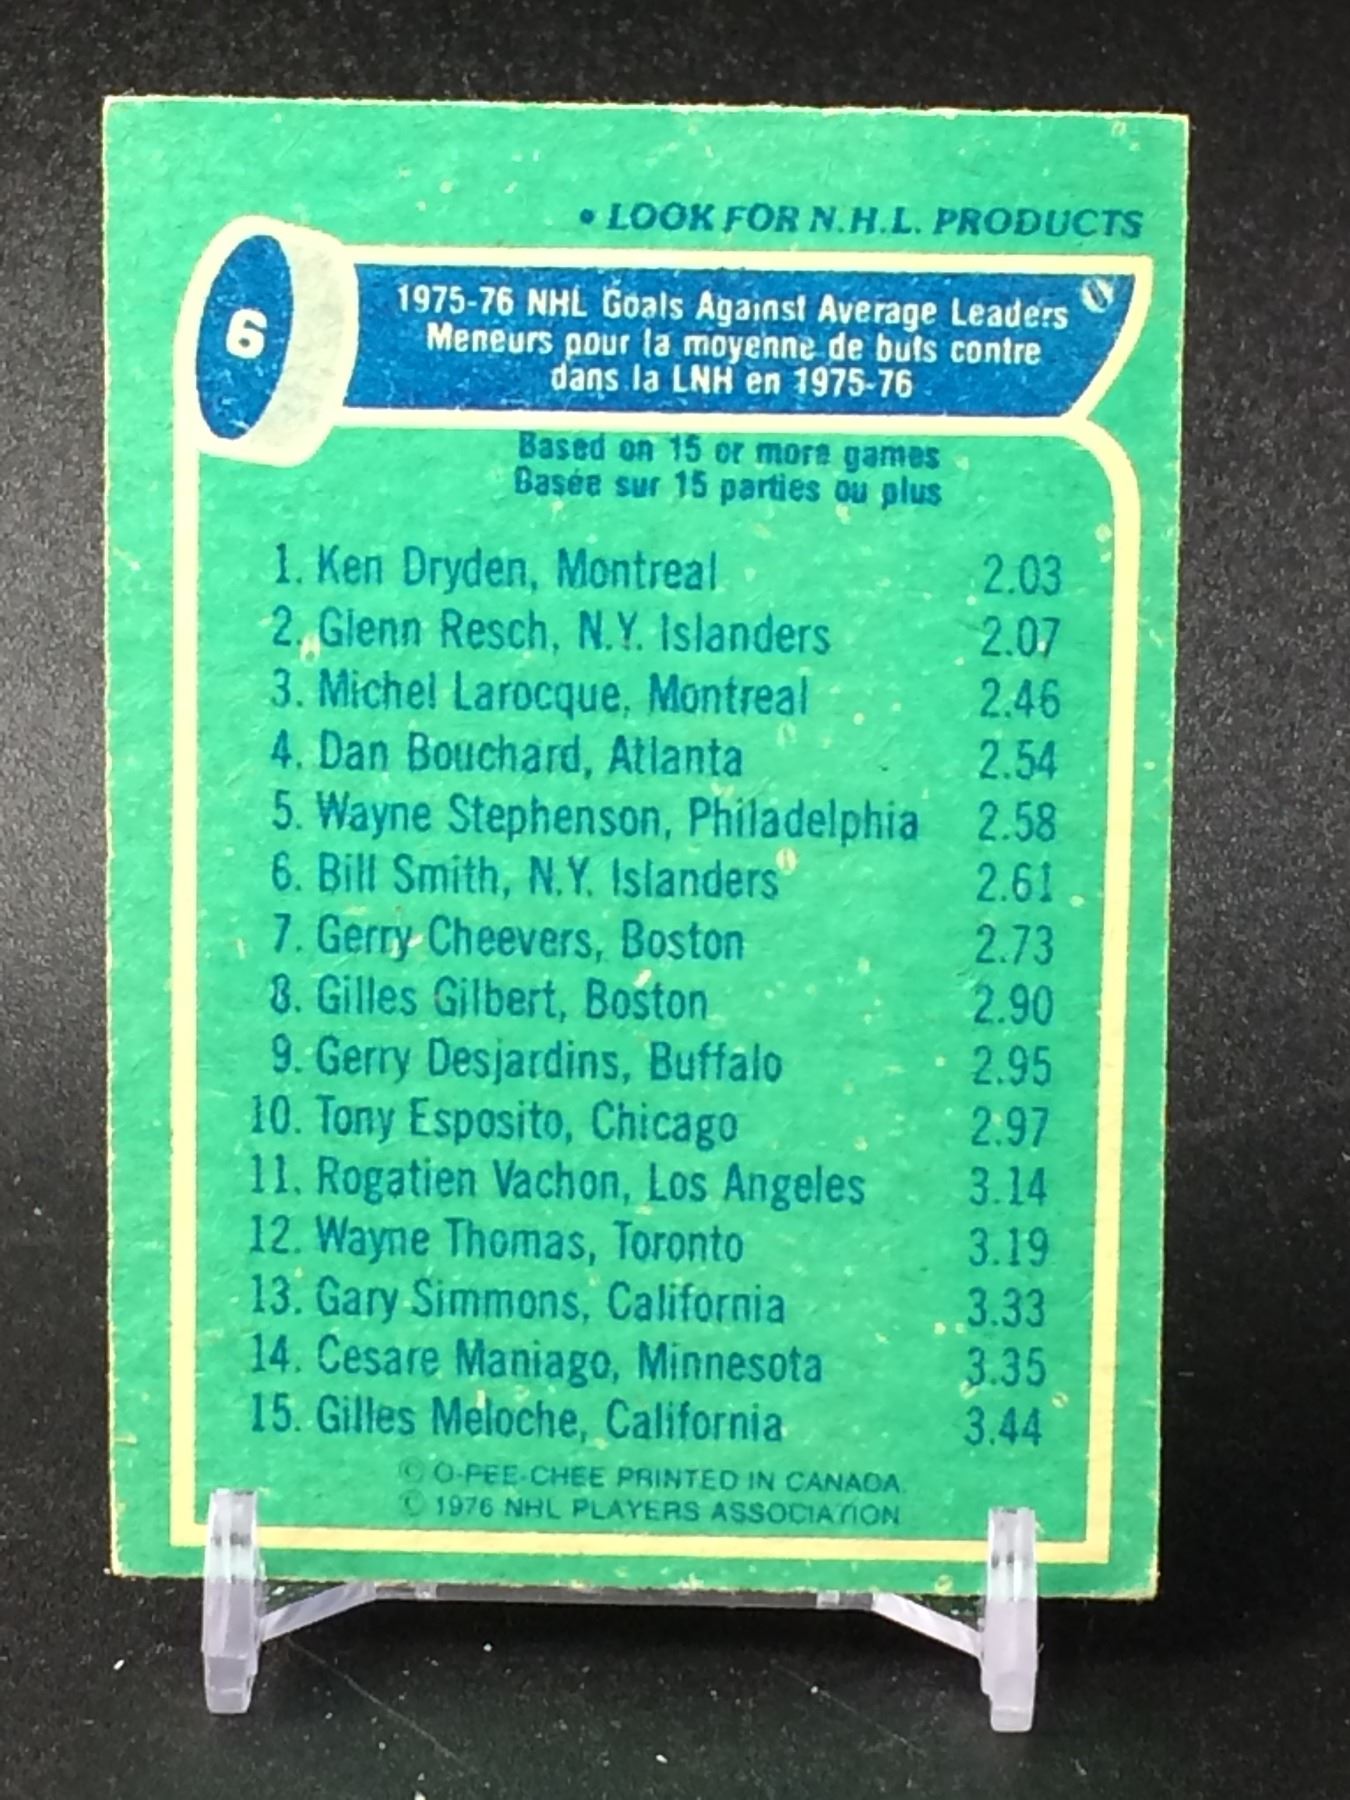 • LOOK FOR N.H.L. PRODUCTS
6
1975-76 NHL Goals Against Average Leaders
Meneurs pour la moyenne de buts contre
dans la LNH en 1975-76
Based on 15 or more games
Basée sur 15 parties ou plus
1. Ken Dryden, Montreal 2.03
2. Glenn Resch, N.Y. Islanders 2.07
3. Michel Larocque, Montreal 2.46
4. Dan Bouchard, Atlanta 2.54
5. Wayne Stephenson, Philadelphia 2.58
6. Bill Smith, N.Y. Islanders 2.61
7. Gerry Cheevers, Boston 2.73
8. Gilles Gilbert, Boston 2.90
9. Gerry Desjardins, Buffalo 2.95
10. Tony Esposito, Chicago 2.97
11. Rogatien Vachon, Los Angeles 3.14
12. Wayne Thomas, Toronto 3.19
13. Gary Simmons, California 3.33
14. Cesare Maniago, Minnesota 3.35
15. Gilles Meloche, California 3.44
© O-PEE-CHEE PRINTED IN CANADA
© 1976 NHL PLAYERS ASSOCIATION